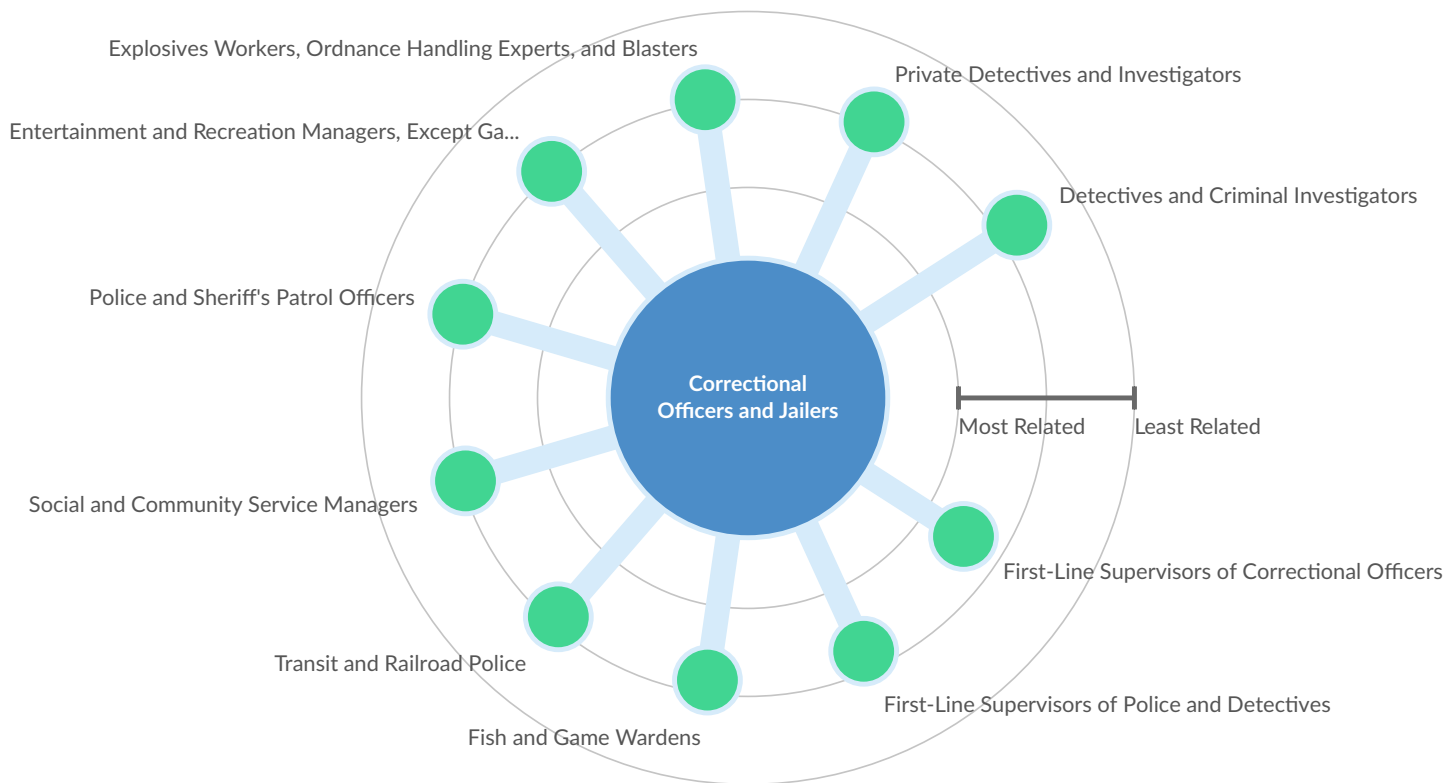 Explosives Workers, Ordnance Handling Experts, and Blasters
Private Detectives and Investigators
Entertainment and Recreation Managers, Except Ga...
Detectives and Criminal Investigators
Police and Sheriff's Patrol Officers
Correctional
Officers and Jailers
Most Related
Least Related
Social and Community Service Managers
First-Line Supervisors of Correctional Officers
Transit and Railroad Police
First-Line Supervisors of Police and Detectives
Fish and Game Wardens